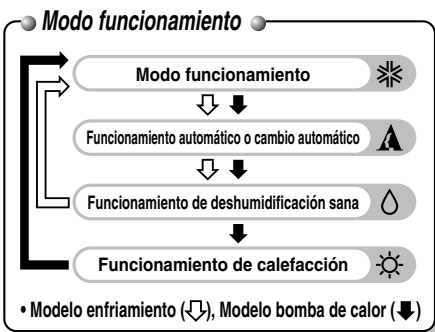 Modo funcionamiento
Modo funcionamiento
Funcionamiento automático o cambio automático
Funcionamiento de deshumidificación sana
Funcionamiento de calefacción
• Modelo enfriamiento (⇩), Modelo bomba de calor (🡇)